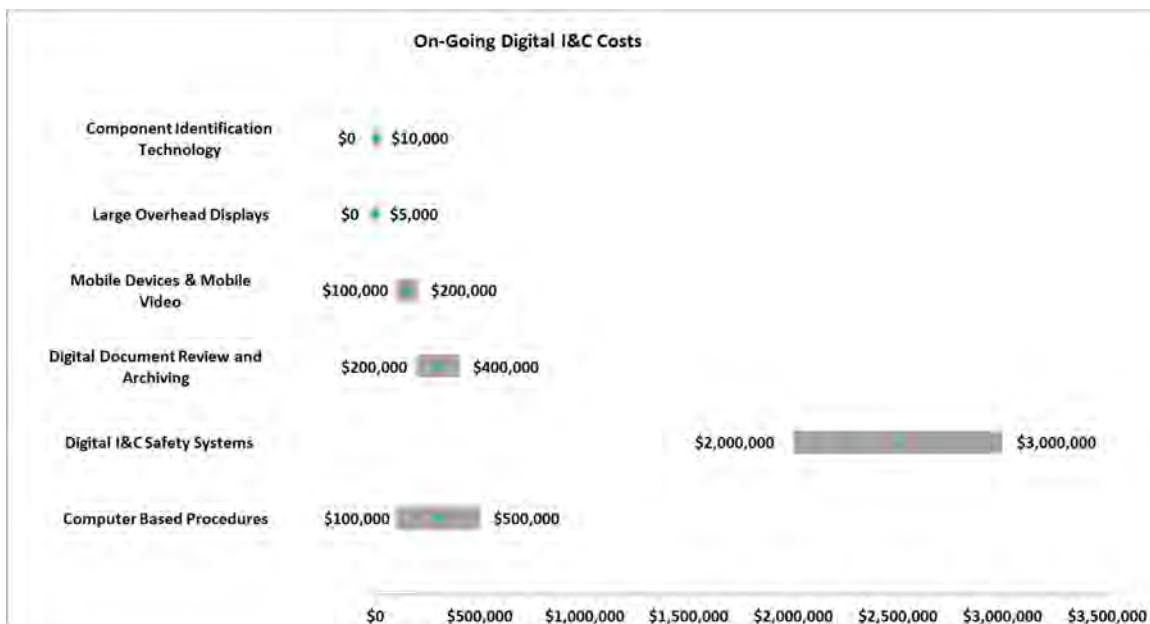 On-Going Digital I&C Costs
Component Identification
Technology
$0 $10,000
Large Overhead Displays
$0 $5,000
Mobile Devices & Mobile
Video
$100,000 $200,000
Digital Document Review and
Archiving
$200,000 $400,000
Digital I&C Safety Systems
$2,000,000 $3,000,000
Computer Based Procedures
$100,000 $500,000
$0 $500,000 $1,000,000 $1,500,000 $2,000,000 $2,500,000 $3,000,000 $3,500,000